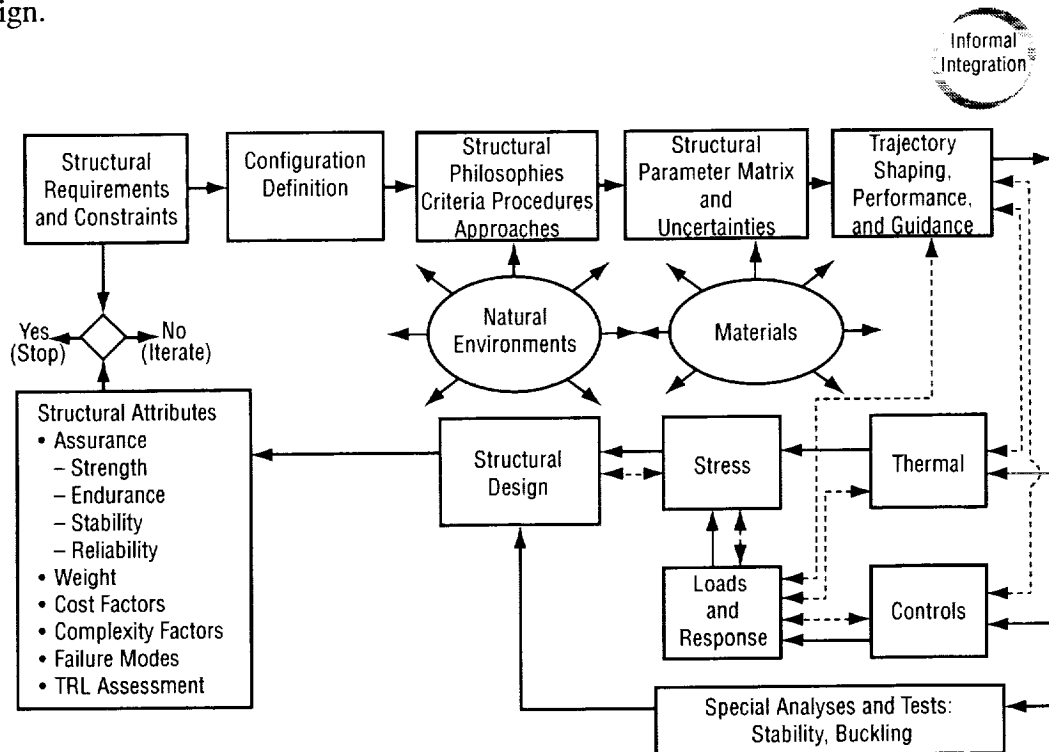 ign.
Informal
Integration
Structural
Requirements
and Constraints
Configuration
Definition
Structural
Philosophies
Criteria Procedures
Approaches
Structural
Parameter Matrix
and
Uncertainties
Trajectory
Shaping,
Performance,
and Guidance
Natural
Environments
Materials
Yes
(Stop)
No
(Iterate)
Structural Attributes
• Assurance
– Strength
– Endurance
– Stability
– Reliability
• Weight
• Cost Factors
• Complexity Factors
• Failure Modes
• TRL Assessment
Structural
Design
Stress
Thermal
Loads
and
Response
Controls
Special Analyses and Tests:
Stability, Buckling